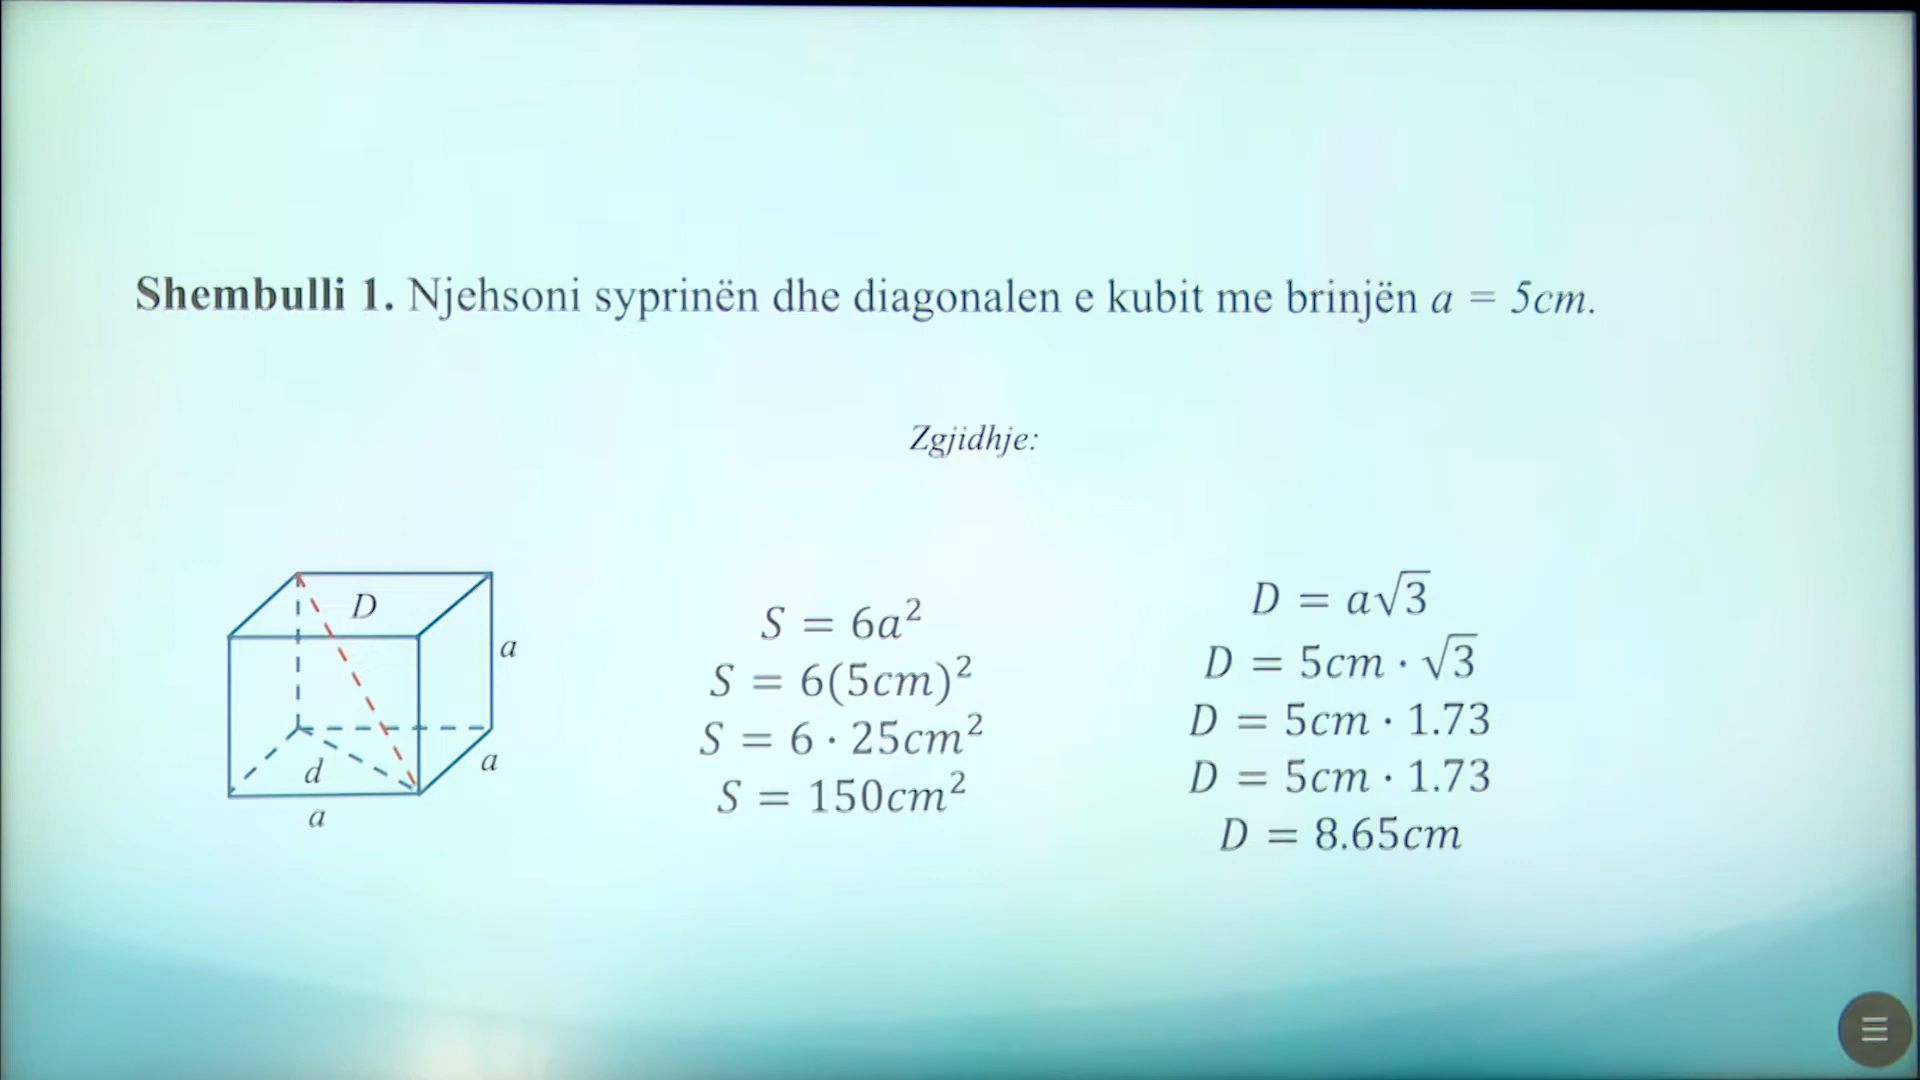 Shembulli 1. Njehsoni syprinën dhe diagonalen e kubit me brinjën a = 5cm.
Zgjidhje:
D
a
a
d
a
S = 6a²
S = 6(5cm)²
S = 6 · 25cm²
S = 150cm²
D = a√3
D = 5cm · √3
D = 5cm · 1.73
D = 5cm · 1.73
D = 8.65cm